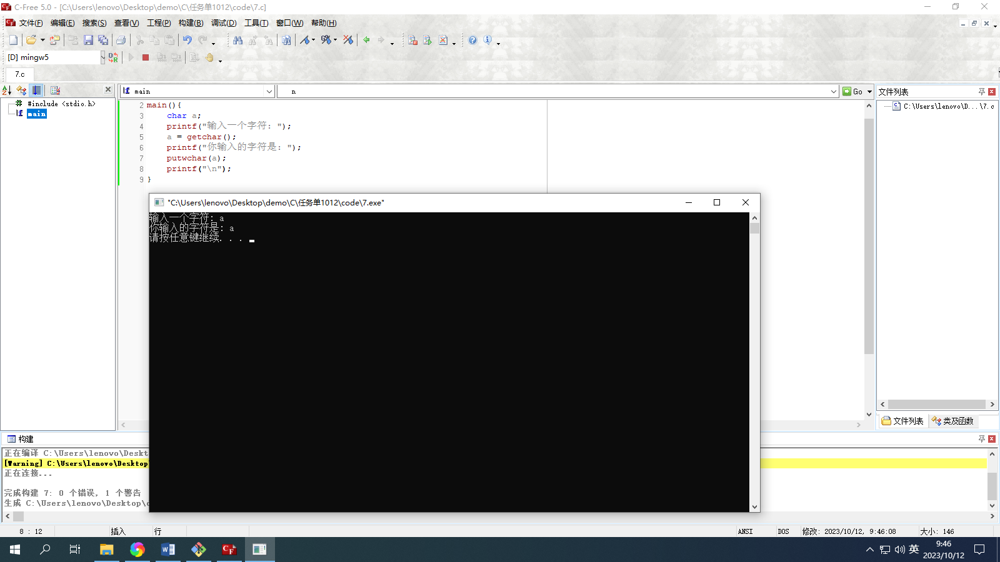 C-Free 5.0 - [C:\Users\lenovo\Desktop\demo\C\任务单1012\code\7.c]
文件(F) 编辑(E) 搜索(S) 查看(V) 工程(P) 构建(B) 调试(D) 工具(T) 窗口(W) 帮助(H)
[D] mingw5
7.c
main
n
Go
文件列表
#include <stdio.h>
main
C:\Users\lenovo\D...\7.c
2 main(){
3 char a;
4 printf("输入一个字符: ");
5 a = getchar();
6 printf("你输入的字符是: ");
7 putwchar(a);
8 printf("\n");
9 }
"C:\Users\lenovo\Desktop\demo\C\任务单1012\code\7.exe"
输入一个字符: a
你输入的字符是: a
请按任意键继续. . .
文件列表 类及函数
构建
正在编译 C:\Users\lenovo\Deskt
[Warning] C:\Users\lenovo\Desktop
正在连接...
完成构建 7: 0 个错误, 1 个警告
生成 C:\Users\lenovo\Desktop\
8 : 12 插入 行 ANSI DOS 修改: 2023/10/12, 9:46:08 大小: 146
英 9:46
2023/10/12